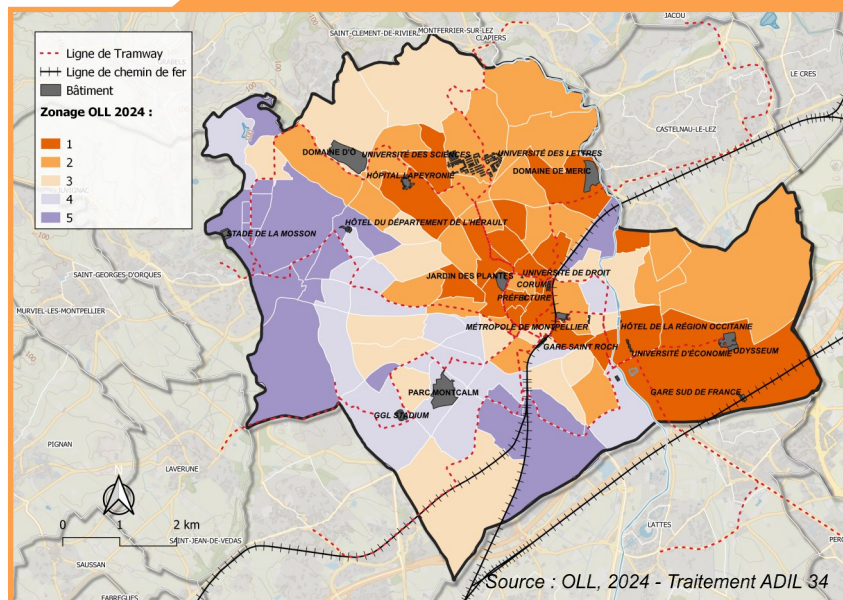 JACOU
SAINT-CLEMENT-DE-RIVIERE
MONTFERRIER-SUR-LEZ
CLAPIERS
LE CRES
CASTELNAU-LE-LEZ
Ligne de Tramway
Ligne de chemin de fer
Bâtiment
Zonage OLL 2024 :
1
2
3
4
5
DOMAINE D'O
UNIVERSITÉ DES SCIENCES
UNIVERSITÉ DES LETTRES
HÔPITAL LAPEYRONIE
DOMAINE DE MERIC
HÔTEL DU DÉPARTEMENT DE L'HÉRAULT
STADE DE LA MOSSON
SAINT-GEORGES-D'ORQUES
JARDIN DES PLANTES
UNIVERSITÉ DE DROIT
CORUM
PRÉFECTURE
MURVIEL-LES-MONTPELLIER
MÉTROPOLE DE MONTPELLIER
HÔTEL DE LA RÉGION OCCITANIE
GARE SAINT ROCH
UNIVERSITÉ D'ÉCONOMIE
ODYSSEUM
PARC MONTCALM
GARE SUD DE FRANCE
GGL STADIUM
PIGNAN
LAVERUNE
N
0 1 2 km
SAINT-JEAN-DE-VEDAS
LATTES
SAUSSAN
FABREGUES
Source : OLL, 2024 - Traitement ADIL 34